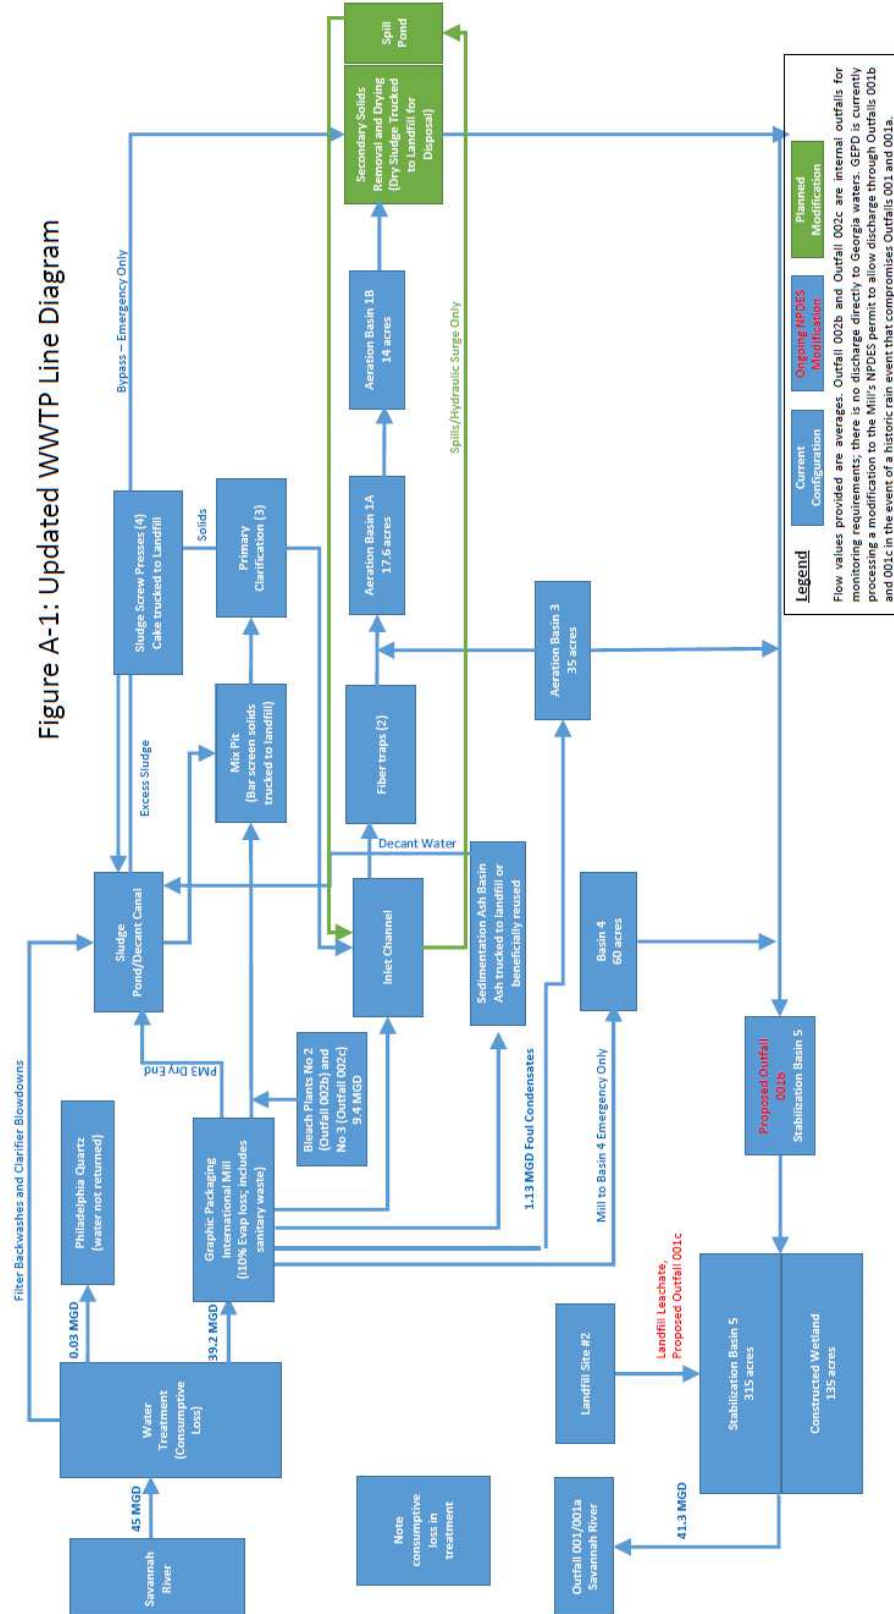 Figure A-1: Updated WWTP Line Diagram
Filter Backwashes and Clarifier Blowdowns
Savannah
River
45 MGD
Water
Treatment
(Consumptive
Loss)
0.03 MGD
Philadelphia Quartz
(water not returned)
39.2 MGD
Graphic Packaging
International Mill
(i10% Evap loss; includes
sanitary waste)
PM3 Dry End
Sludge
Pond/Decant Canal
Excess Sludge
Sludge Screw Presses (4)
Cake trucked to Landfill
Bypass – Emergency Only
Solids
Mix Pit
(Bar screen solids
trucked to landfill)
Primary
Clarification (3)
Bleach Plants No 2
(Outfall 002b) and
No 3 (Outfall 002c)
9.4 MGD
Note
consumptive
loss in
treatment
Inlet Channel
Decant Water
Fiber traps (2)
Aeration Basin 1A
17.6 acres
Aeration Basin 1B
14 acres
Secondary Solids
Removal and Drying
(Dry Sludge Trucked
to Landfill for
Disposal)
Spill
Pond
Spills/Hydraulic Surge Only
Sedimentation Ash Basin
Ash trucked to landfill or
beneficially reused
1.13 MGD Foul Condensates
Aeration Basin 3
35 acres
Mill to Basin 4 Emergency Only
Basin 4
60 acres
Outfall 001/001a
Savannah River
Landfill Site #2
Landfill Leachate,
Proposed Outfall 001c
41.3 MGD
Stabilization Basin 5
315 acres
Constructed Wetland
135 acres
Proposed Outfall
001b
Stabilization Basin 5
Legend
Current
Configuration
Ongoing NPDES
Modification
Planned
Modification
Flow values provided are averages. Outfall 002b and Outfall 002c are internal outfalls for
monitoring requirements; there is no discharge directly to Georgia waters. GEPD is currently
processing a modification to the Mill's NPDES permit to allow discharge through Outfalls 001b
and 001c in the event of a historic rain event that compromises Outfalls 001 and 001a.